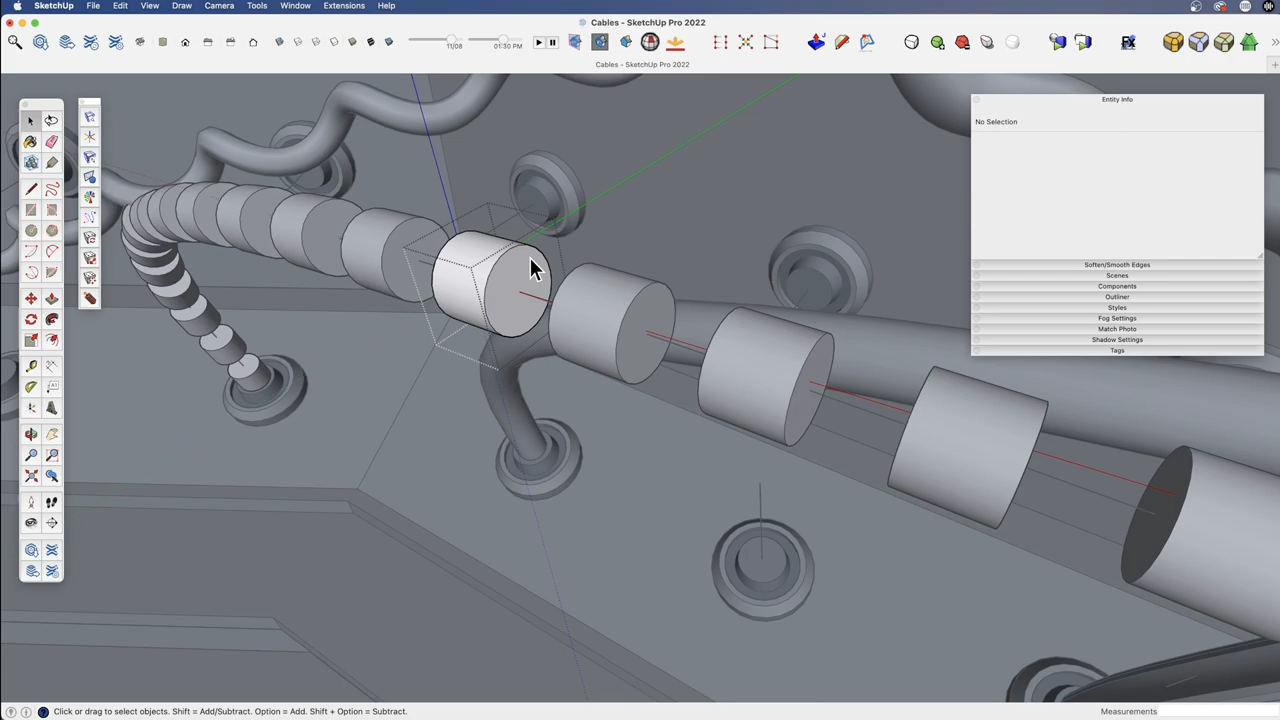 SketchUp File Edit View Draw Camera Tools Window Extensions Help
Cables - SketchUp Pro 2022
11/08 01:30 PM
Cables - SketchUp Pro 2022
Entity Info
No Selection
Soften/Smooth Edges
Scenes
Components
Outliner
Styles
Fog Settings
Match Photo
Shadow Settings
Tags
Click or drag to select objects. Shift = Add/Subtract. Option = Add. Shift + Option = Subtract.
Measurements